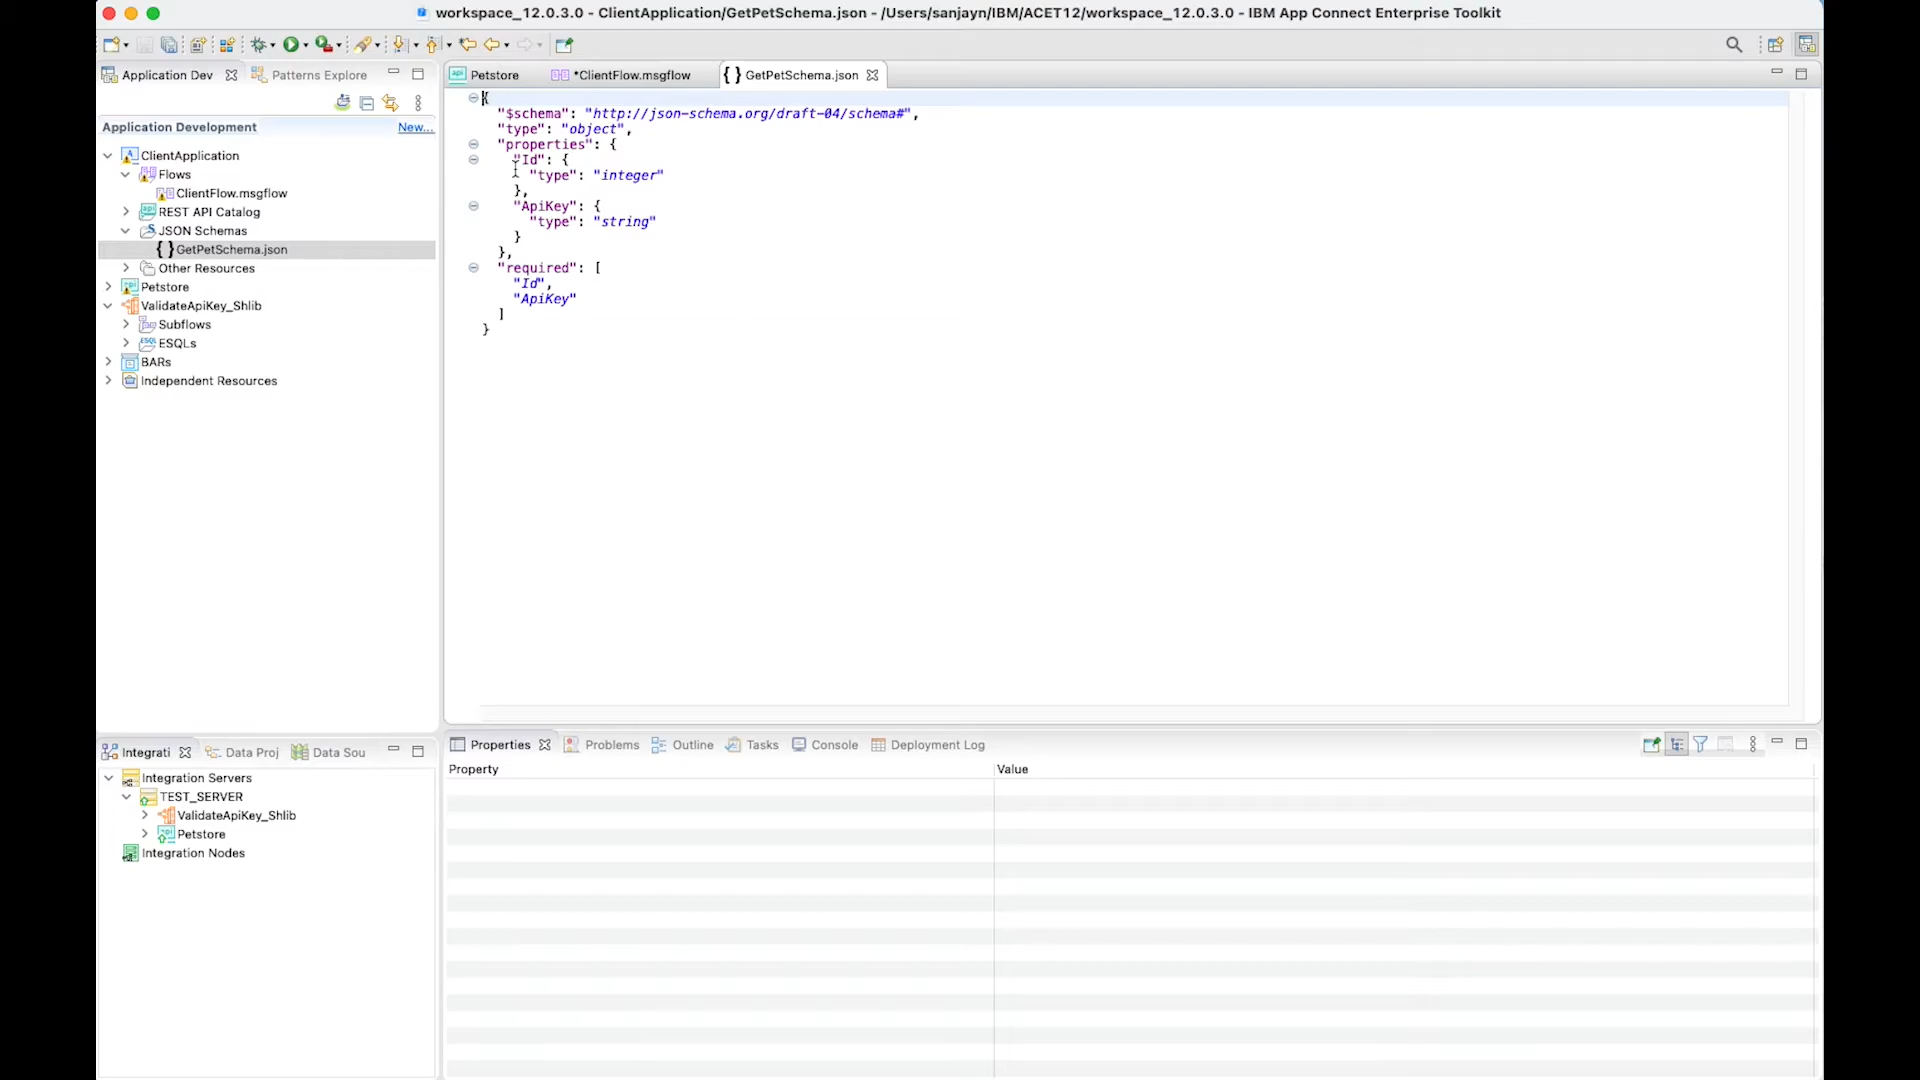 workspace_12.0.3.0 - ClientApplication/GetPetSchema.json - /Users/sanjayn/IBM/ACET12/workspace_12.0.3.0 - IBM App Connect Enterprise Toolkit
Application Dev
Patterns Explore
Application Development
New...
ClientApplication
Flows
ClientFlow.msgflow
REST API Catalog
JSON Schemas
{ } GetPetSchema.json
Other Resources
Petstore
ValidateApiKey_Shlib
Subflows
ESQLs
BARs
Independent Resources
Petstore
*ClientFlow.msgflow
{ } GetPetSchema.json
{
"$schema": "http://json-schema.org/draft-04/schema#",
"type": "object",
"properties": {
"Id": {
"type": "integer"
},
"ApiKey": {
"type": "string"
}
},
"required": [
"Id",
"ApiKey"
]
}
Integrati
Data Proj
Data Sou
Integration Servers
TEST_SERVER
ValidateApiKey_Shlib
Petstore
Integration Nodes
Properties
Problems
Outline
Tasks
Console
Deployment Log
Property
Value